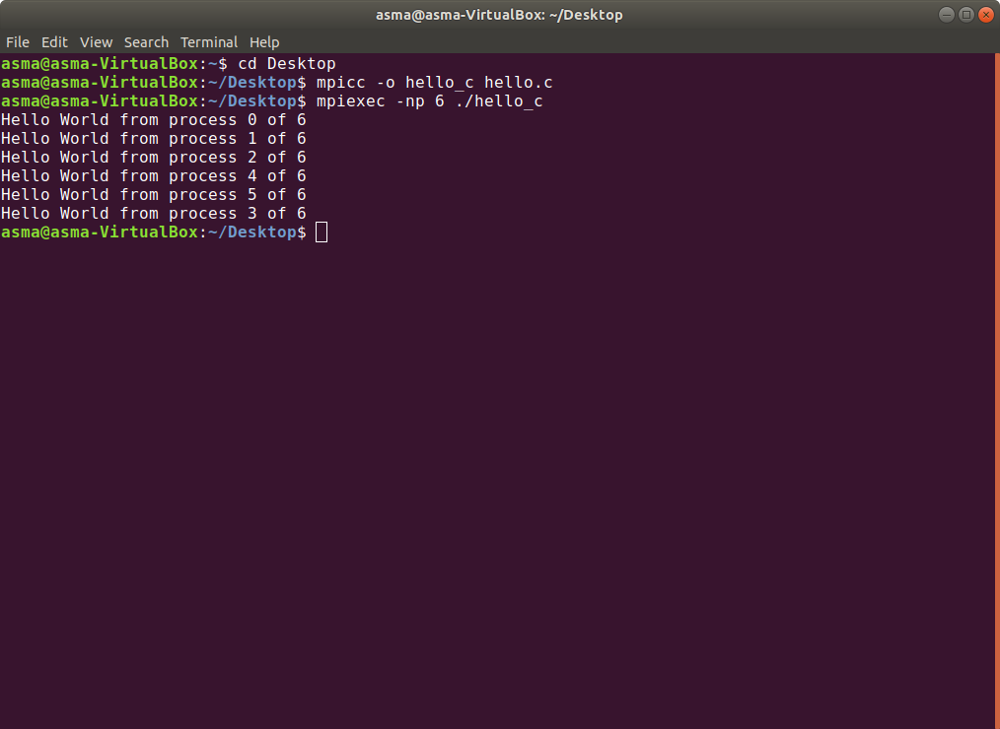 asma@asma-VirtualBox: ~/Desktop
File Edit View Search Terminal Help
asma@asma-VirtualBox:~$ cd Desktop
asma@asma-VirtualBox:~/Desktop$ mpicc -o hello_c hello.c
asma@asma-VirtualBox:~/Desktop$ mpiexec -np 6 ./hello_c
Hello World from process 0 of 6
Hello World from process 1 of 6
Hello World from process 2 of 6
Hello World from process 4 of 6
Hello World from process 5 of 6
Hello World from process 3 of 6
asma@asma-VirtualBox:~/Desktop$